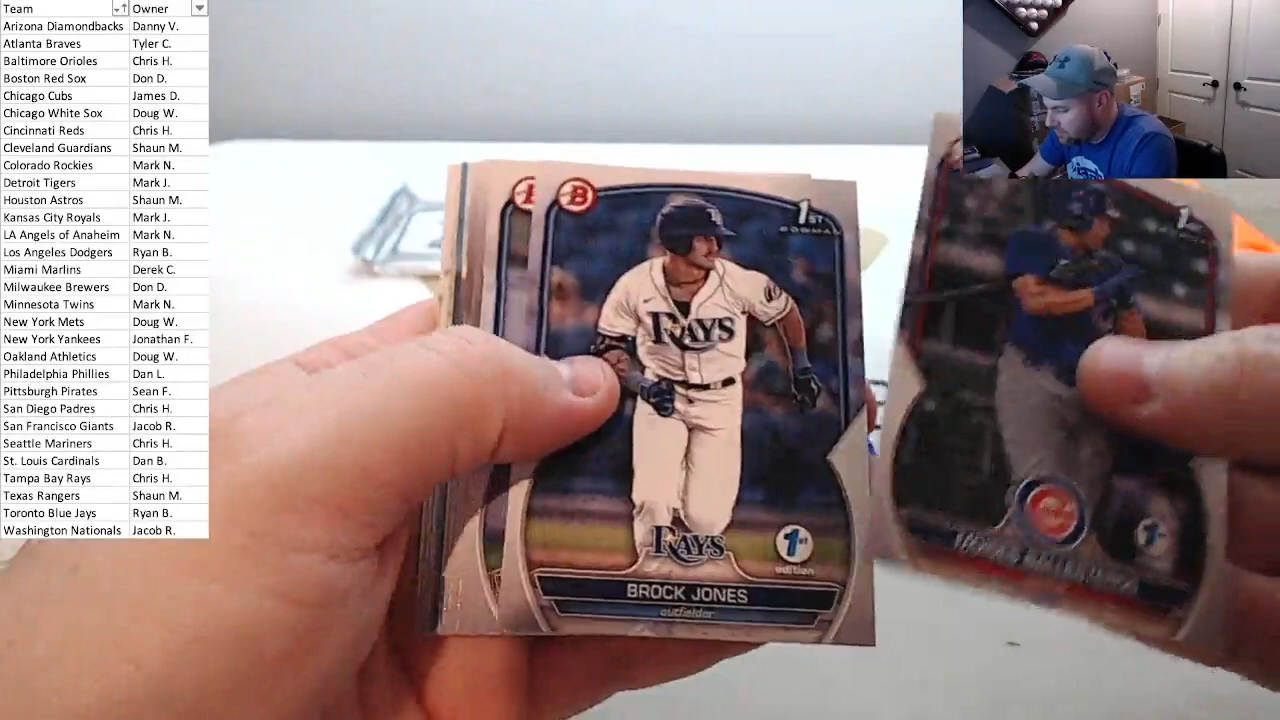 Team Owner
Arizona Diamondbacks Danny V.
Atlanta Braves Tyler C.
Baltimore Orioles Chris H.
Boston Red Sox Don D.
Chicago Cubs James D.
Chicago White Sox Doug W.
Cincinnati Reds Chris H.
Cleveland Guardians Shaun M.
Colorado Rockies Mark N.
Detroit Tigers Mark J.
Houston Astros Shaun M.
Kansas City Royals Mark J.
LA Angels of Anaheim Mark N.
Los Angeles Dodgers Ryan B.
Miami Marlins Derek C.
Milwaukee Brewers Don D.
Minnesota Twins Mark N.
New York Mets Doug W.
New York Yankees Jonathan F.
Oakland Athletics Doug W.
Philadelphia Phillies Dan L.
Pittsburgh Pirates Sean F.
San Diego Padres Chris H.
San Francisco Giants Jacob R.
Seattle Mariners Chris H.
St. Louis Cardinals Dan B.
Tampa Bay Rays Chris H.
Texas Rangers Shaun M.
Toronto Blue Jays Ryan B.
Washington Nationals Jacob R.
B
1ST
BOWMAN
RAYS
RAYS
1st
edition
BROCK JONES
outfielder
1st